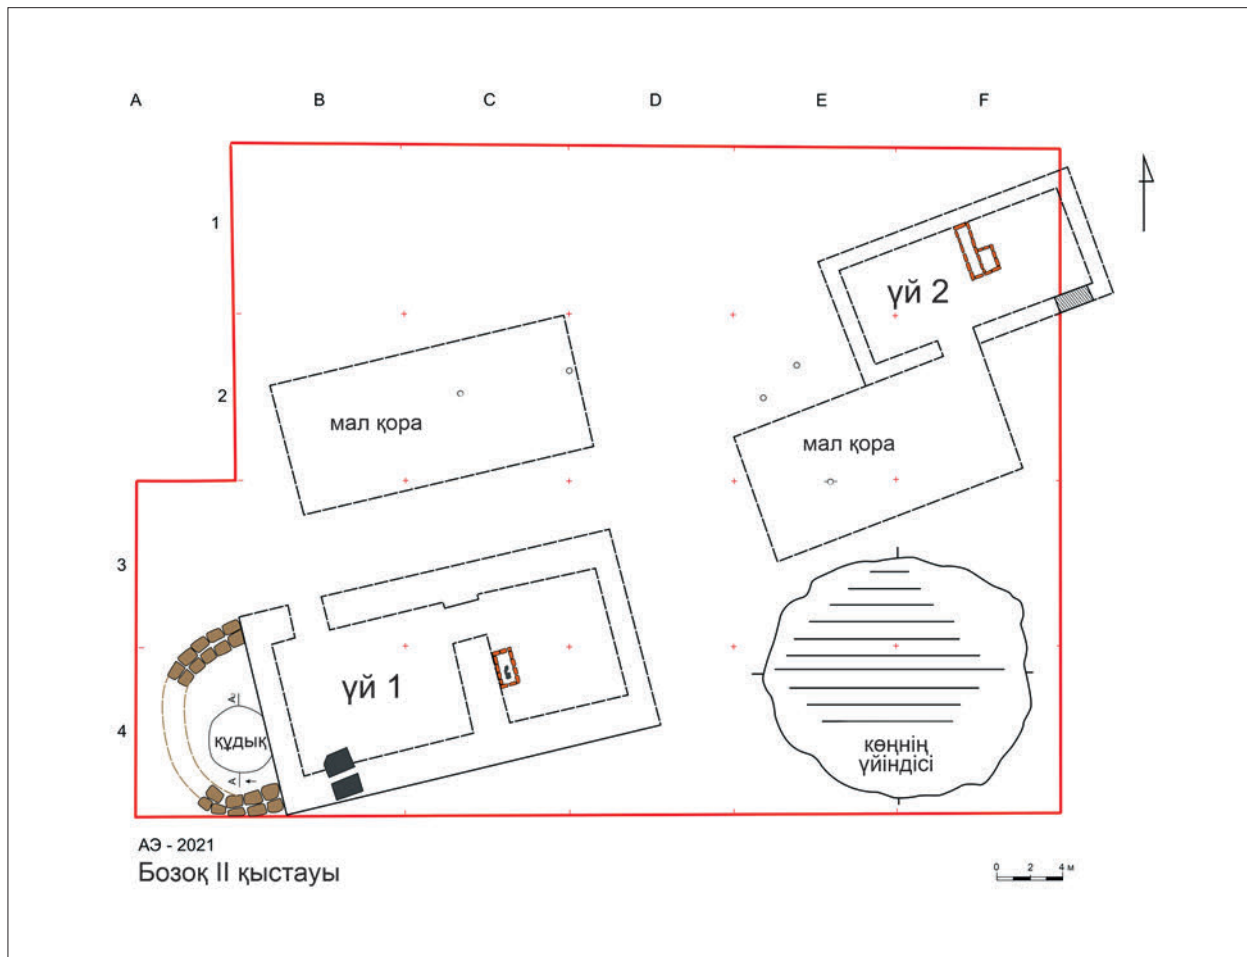 A B C D E F
1
үй 2
2
мал қора
мал қора
3
үй 1
4
A
құдық
A
көңнің
үйіндісі
АЭ - 2021
Бозоқ II қыстауы
0 2 4 м